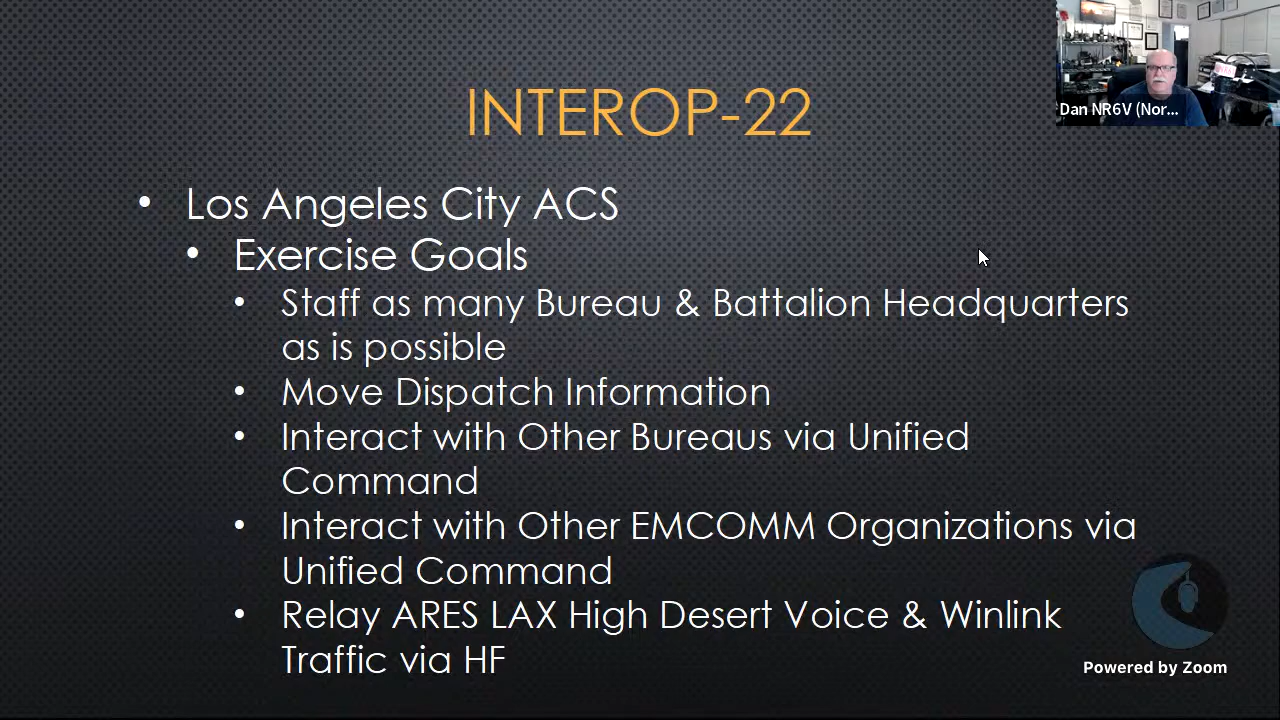 Dan NR6V (Nor...
INTEROP-22
• Los Angeles City ACS
• Exercise Goals
• Staff as many Bureau & Battalion Headquarters
as is possible
• Move Dispatch Information
• Interact with Other Bureaus via Unified
Command
• Interact with Other EMCOMM Organizations via
Unified Command
• Relay ARES LAX High Desert Voice & Winlink
Traffic via HF
Powered by Zoom